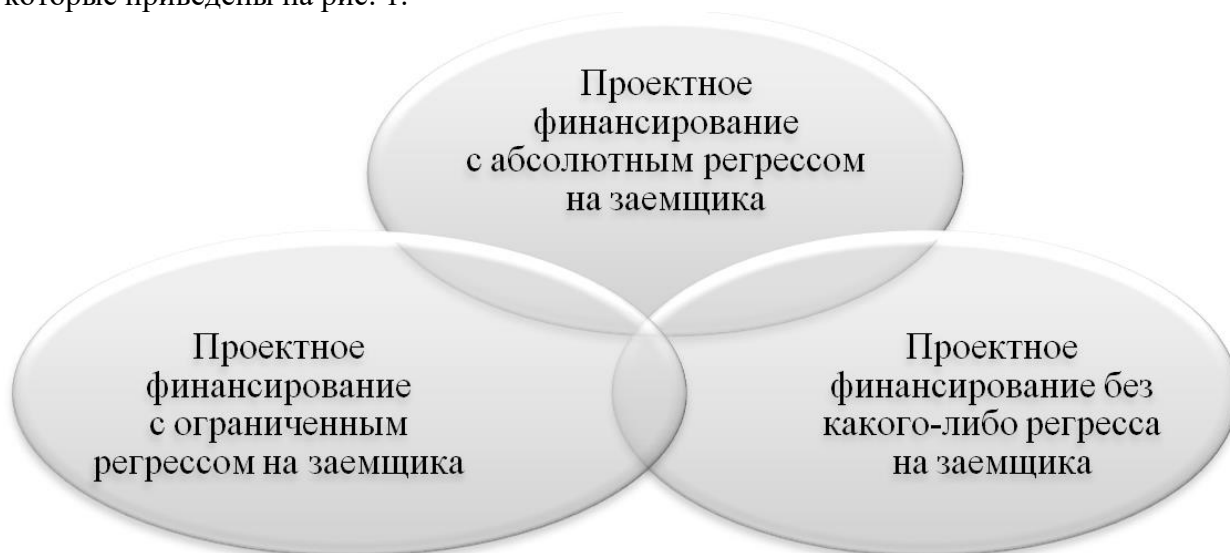 которые приведены на рис. 1.
Проектное
финансирование
с абсолютным регрессом
на заемщика
Проектное
финансирование
с ограниченным
регрессом на заемщика
Проектное
финансирование без
какого-либо регресса
на заемщика